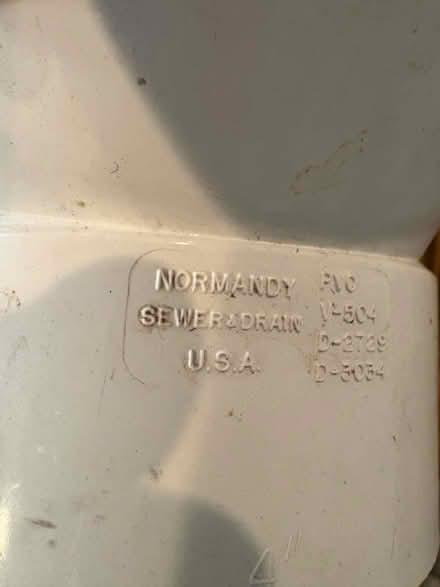 NORMANDY PVC
SEWER & DRAIN V-504
U.S.A. D-2729
D-3034
4"